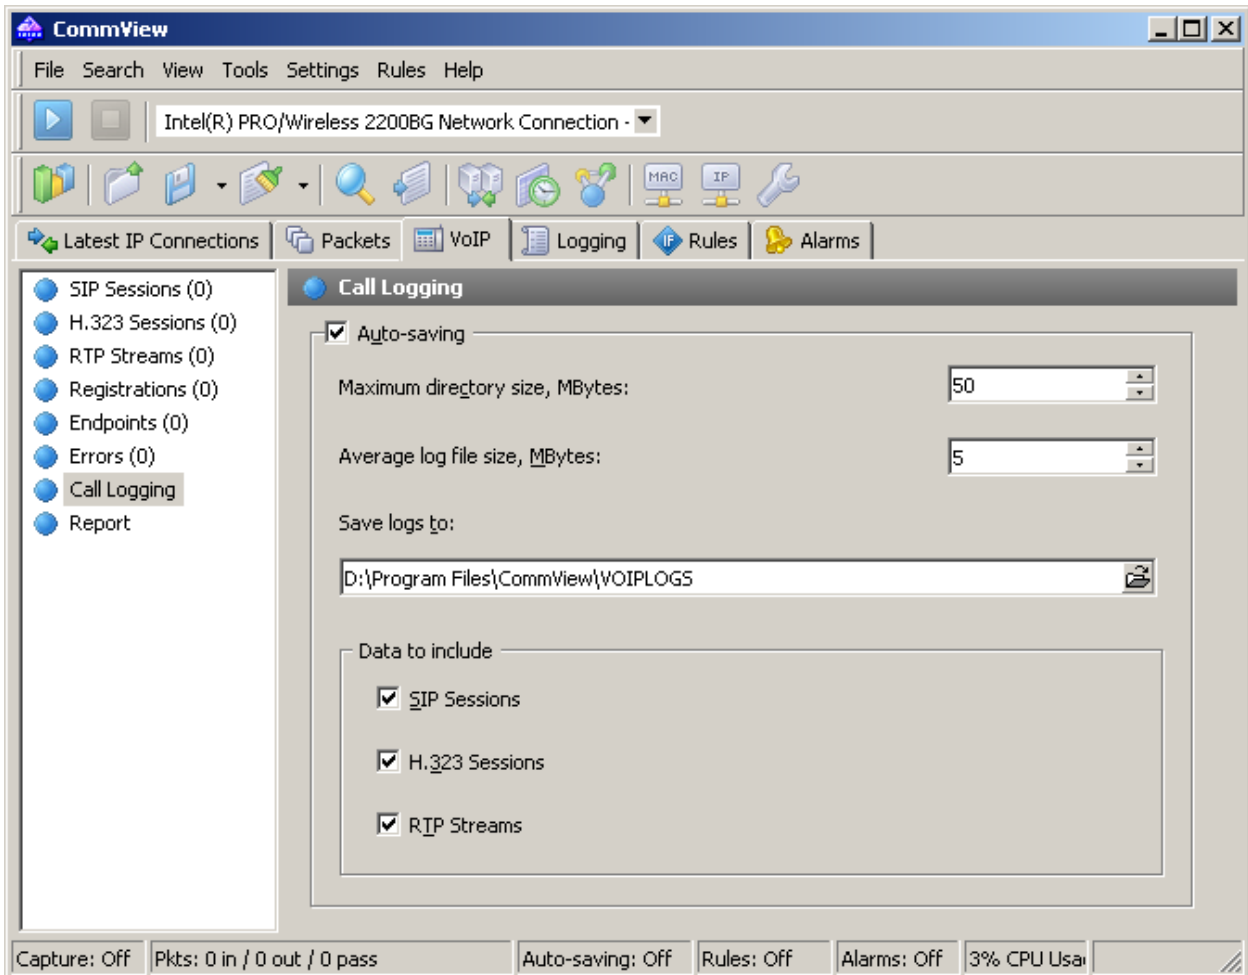 CommView
File Search View Tools Settings Rules Help
Intel(R) PRO/Wireless 2200BG Network Connection -
MAC IP
Latest IP Connections Packets VoIP Logging IF Rules Alarms
SIP Sessions (0)
H.323 Sessions (0)
RTP Streams (0)
Registrations (0)
Endpoints (0)
Errors (0)
Call Logging
Report
Call Logging
Auto-saving
Maximum directory size, MBytes: 50
Average log file size, MBytes: 5
Save logs to:
D:\Program Files\CommView\VOIPLOGS
Data to include
SIP Sessions
H.323 Sessions
RTP Streams
Capture: Off Pkts: 0 in / 0 out / 0 pass Auto-saving: Off Rules: Off Alarms: Off 3% CPU Usa